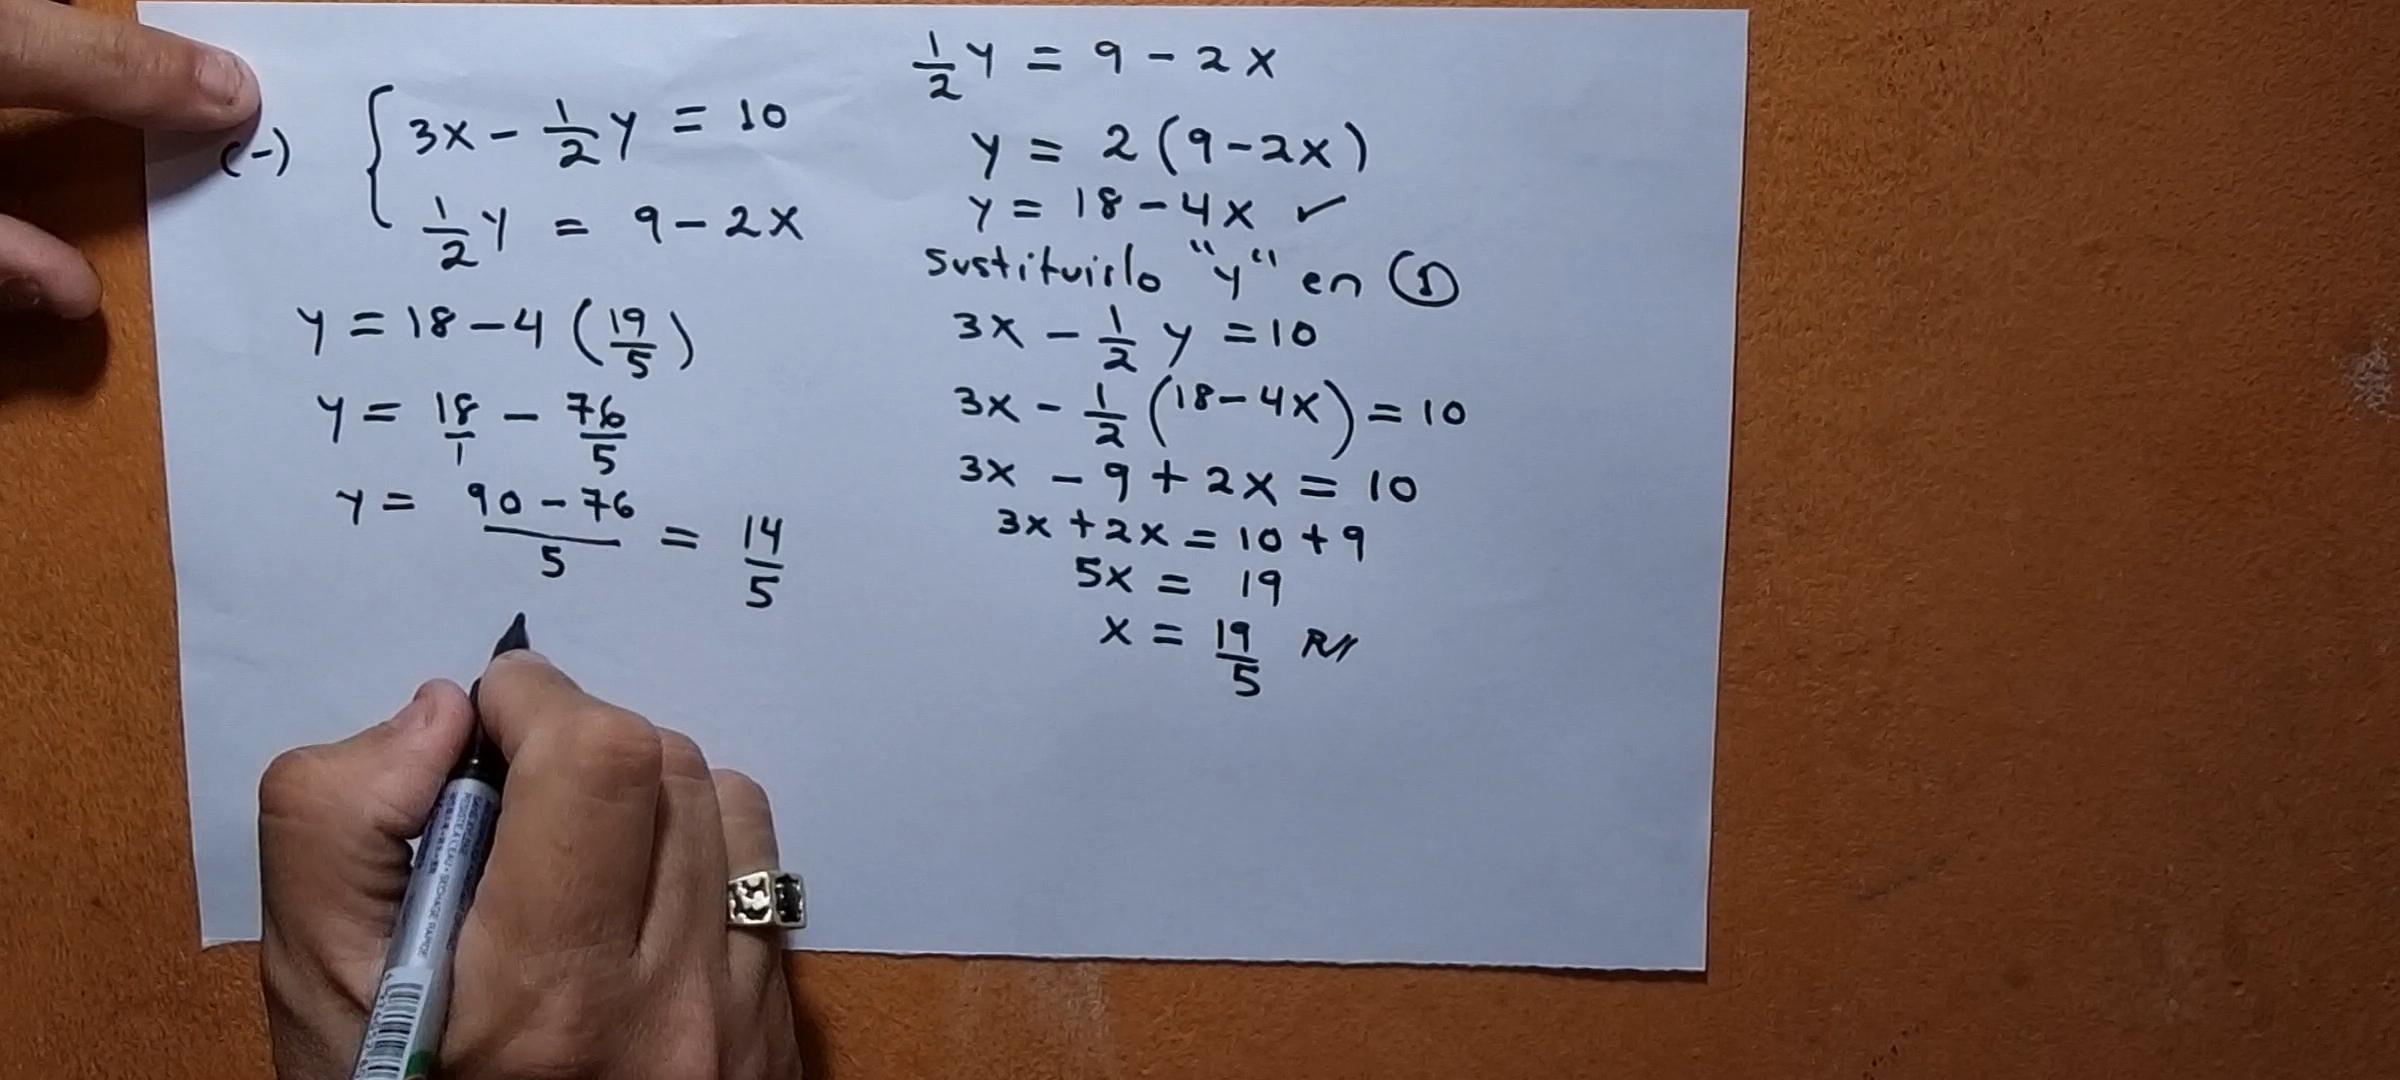 (-) 3x - 1/2 y = 10
1/2 y = 9 - 2x
y = 18 - 4 (19/5)
y = 18/1 - 76/5
y = 90 - 76 / 5 = 14/5
1/2 y = 9 - 2x
y = 2 (9 - 2x)
y = 18 - 4x ✓
Sustituirlo "y" en ①
3x - 1/2 y = 10
3x - 1/2 (18 - 4x) = 10
3x - 9 + 2x = 10
3x + 2x = 10 + 9
5x = 19
x = 19/5 R//